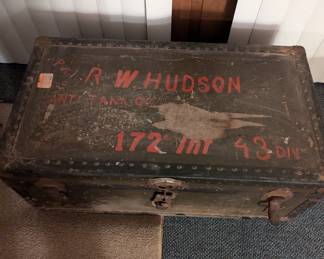 Pvt R W. HUDSON
ANTI TANK CO
172 Inf 43 DIV